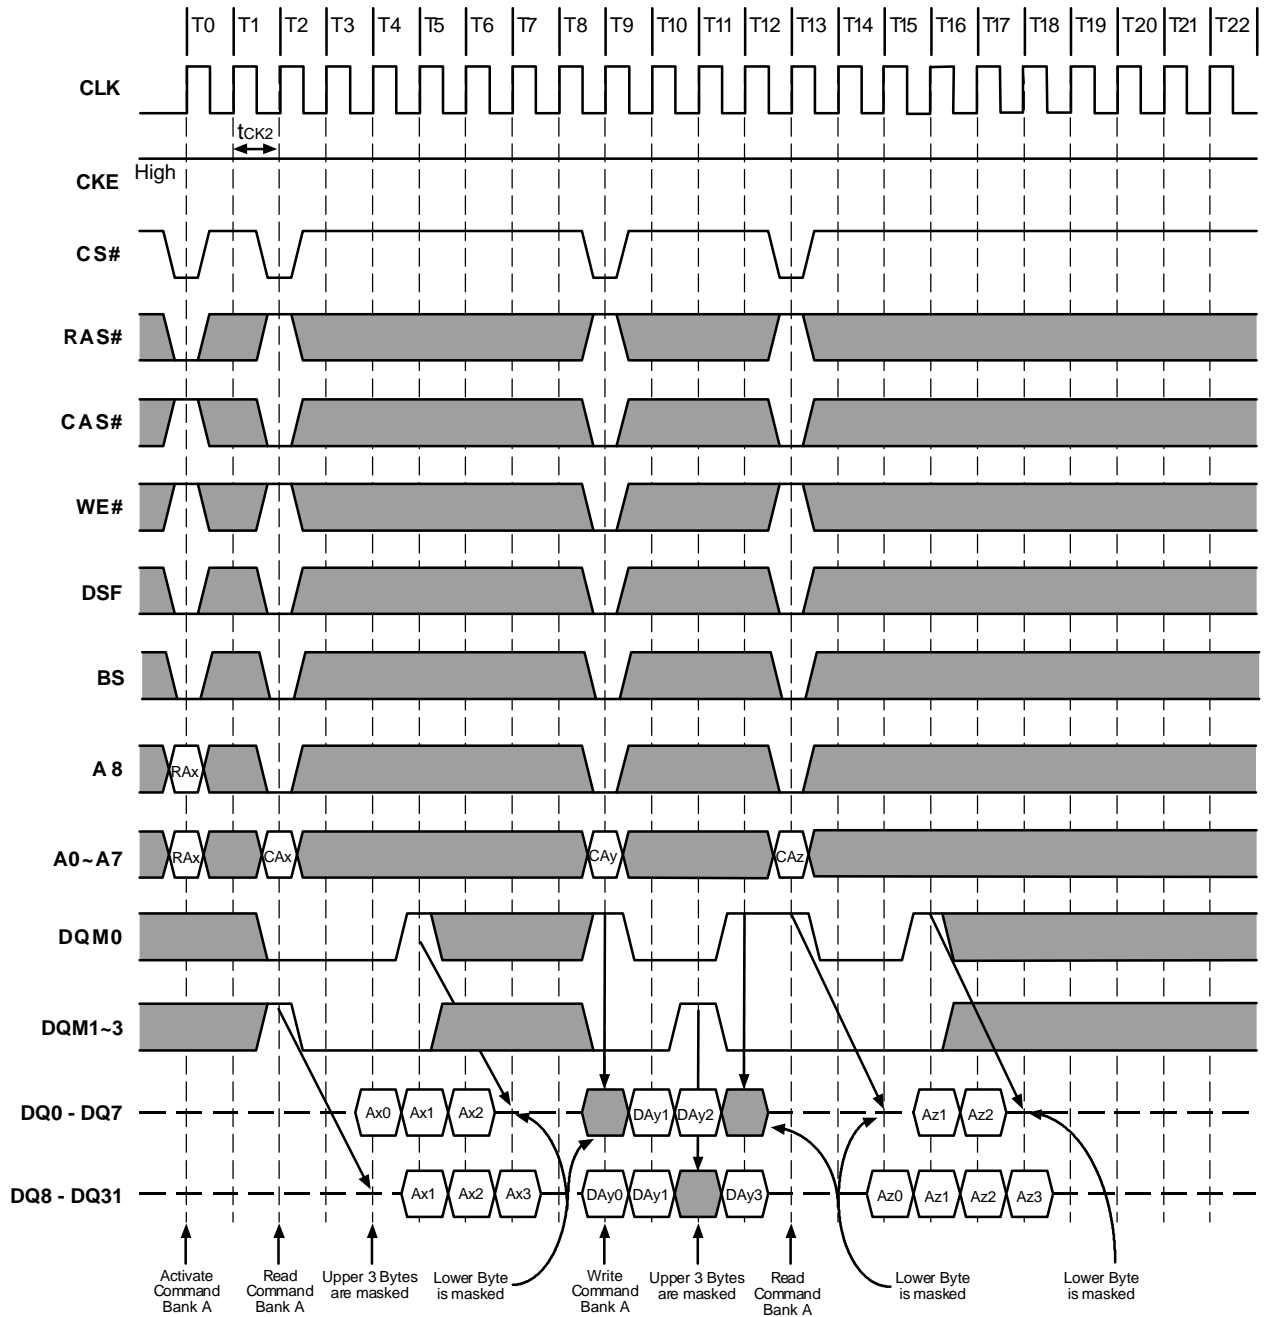 T0 T1 T2 T3 T4 T5 T6 T7 T8 T9 T10 T11 T12 T13 T14 T15 T16 T17 T18 T19 T20 T21 T22
CLK
tCK2
High
CKE
CS#
RAS#
CAS#
WE#
DSF
BS
A8 RAx
A0~A7 RAx CAx CAy CAz
DQM0
DQM1~3
DQ0 - DQ7 Ax0 Ax1 Ax2 DAy1 DAy2 Az1 Az2
DQ8 - DQ31 Ax1 Ax2 Ax3 DAy0 DAy1 DAy3 Az0 Az1 Az2 Az3
Activate
Command
Bank A
Read
Command
Bank A
Upper 3 Bytes
are masked
Lower Byte
is masked
Write
Command
Bank A
Upper 3 Bytes
are masked
Read
Command
Bank A
Lower Byte
is masked
Lower Byte
is masked